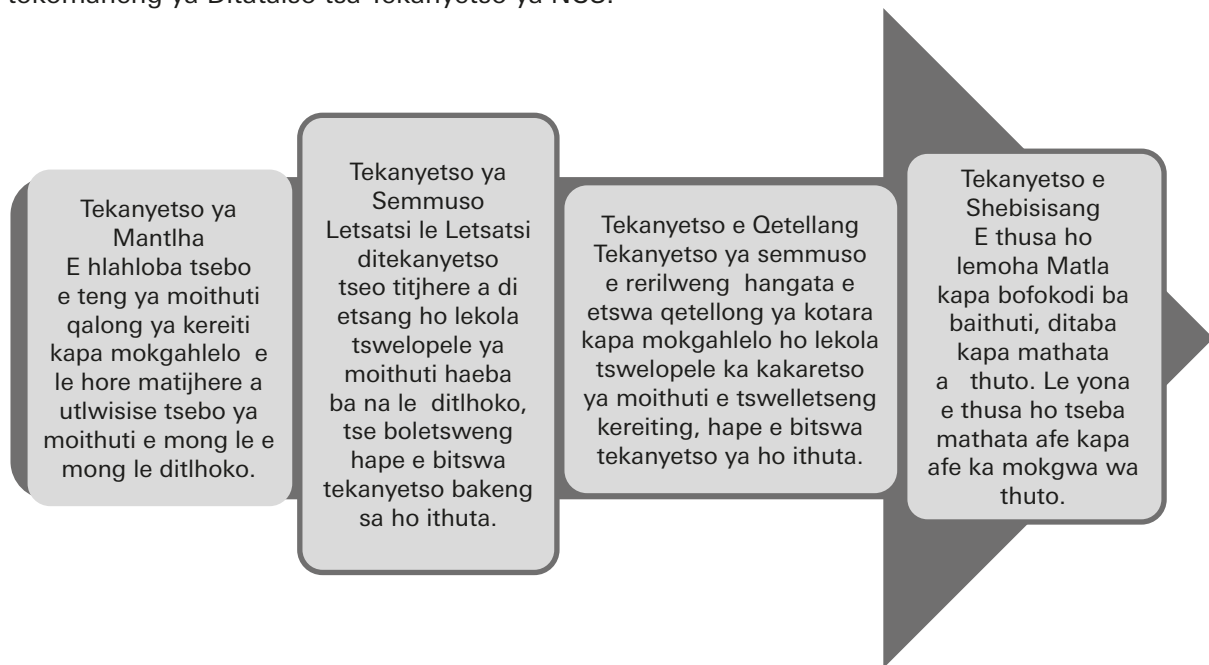 tekomaneng ya Ditataiso tsa Tekanyetso ya NCS.
Tekanyetso ya
Mantlha
E hlahloba tsebo
e teng ya moithuti
qalong ya kereiti
kapa mokgahlelo e
le hore matijhere a
utlwisise tsebo ya
moithuti e mong le e
mong le ditlhoko.
Tekanyetso ya
Semmuso
Letsatsi le Letsatsi
ditekanyetso
tseo titjhere a di
etsang ho lekola
tswelopele ya
moithuti haeba
ba na le ditlhoko,
tse boletsweng
hape e bitswa
tekanyetso bakeng
sa ho ithuta.
Tekanyetso e Qetellang
Tekanyetso ya semmuso
e rerilweng hangata e
etswa qetellong ya kotara
kapa mokgahlelo ho lekola
tswelopele ka kakaretso
ya moithuti e tswelletseng
kereiting, hape e bitswa
tekanyetso ya ho ithuta.
Tekanyetso e
Shebisisang
E thusa ho
lemoha Matla
kapa bofokodi ba
baithuti, ditaba
kapa mathata
a thuto. Le yona
e thusa ho tseba
mathata afe kapa
afe ka mokgwa wa
thuto.